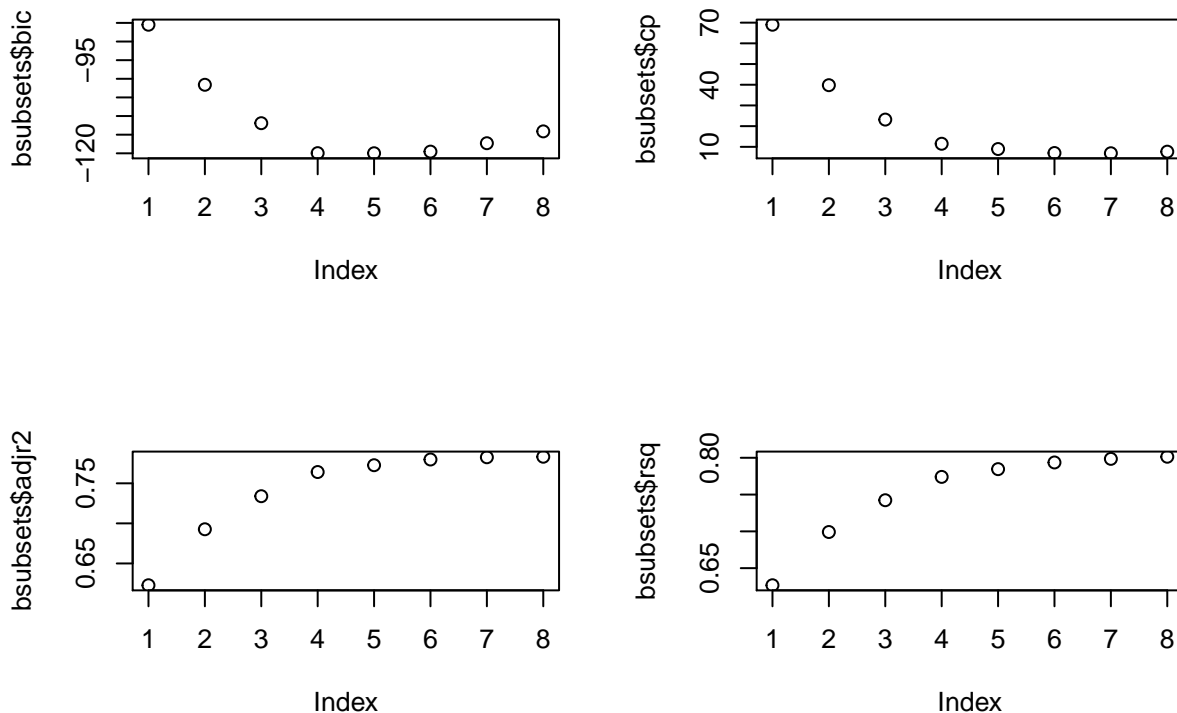 bsubsets$bic
−95
−120
1 2 3 4 5 6 7 8
Index
bsubsets$cp
70
40
10
1 2 3 4 5 6 7 8
Index
bsubsets$adjr2
0.75
0.65
1 2 3 4 5 6 7 8
Index
bsubsets$rsq
0.80
0.65
1 2 3 4 5 6 7 8
Index